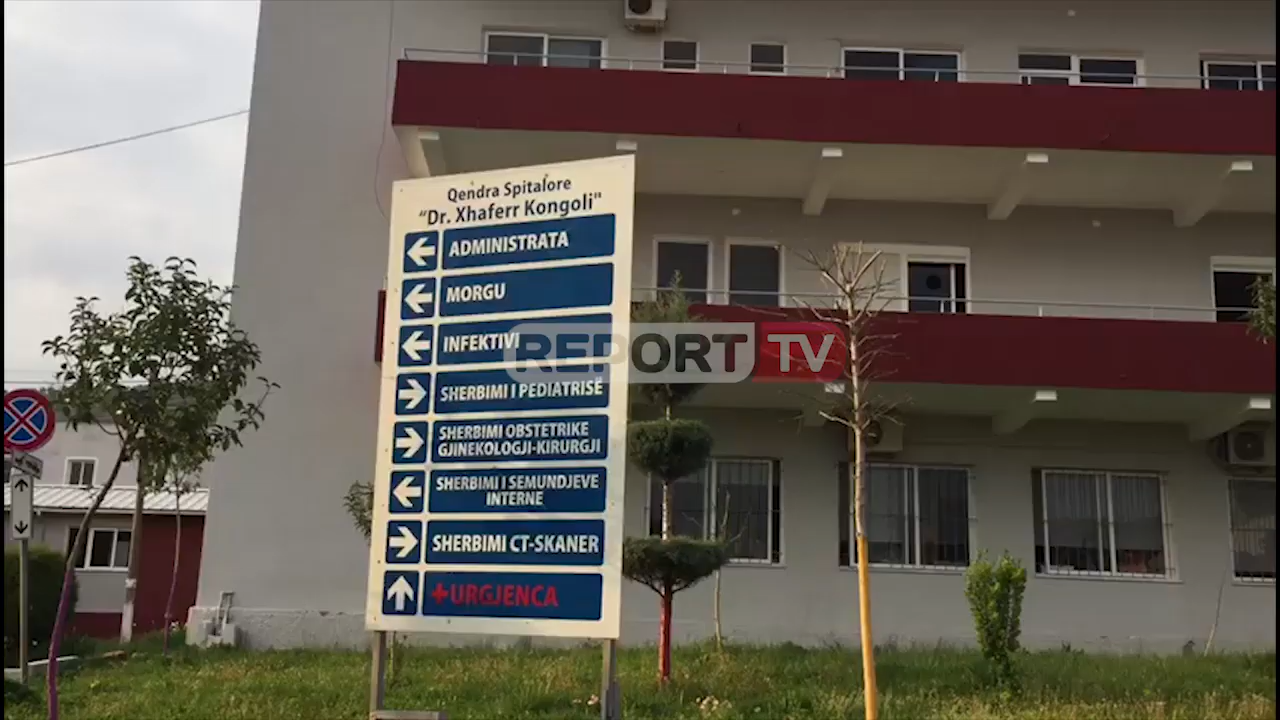 Qendra Spitalore
"Dr. Xhaferr Kongoli"
ADMINISTRATA
MORGU
INFEKTIVI
REPORT TV
SHERBIMI I PEDIATRISË
SHERBIMI OBSTETRIKE
GJINEKOLOGJI-KIRURGJI
SHERBIMI I SEMUNDJEVE
INTERNE
SHERBIMI CT-SKANER
+URGJENCA